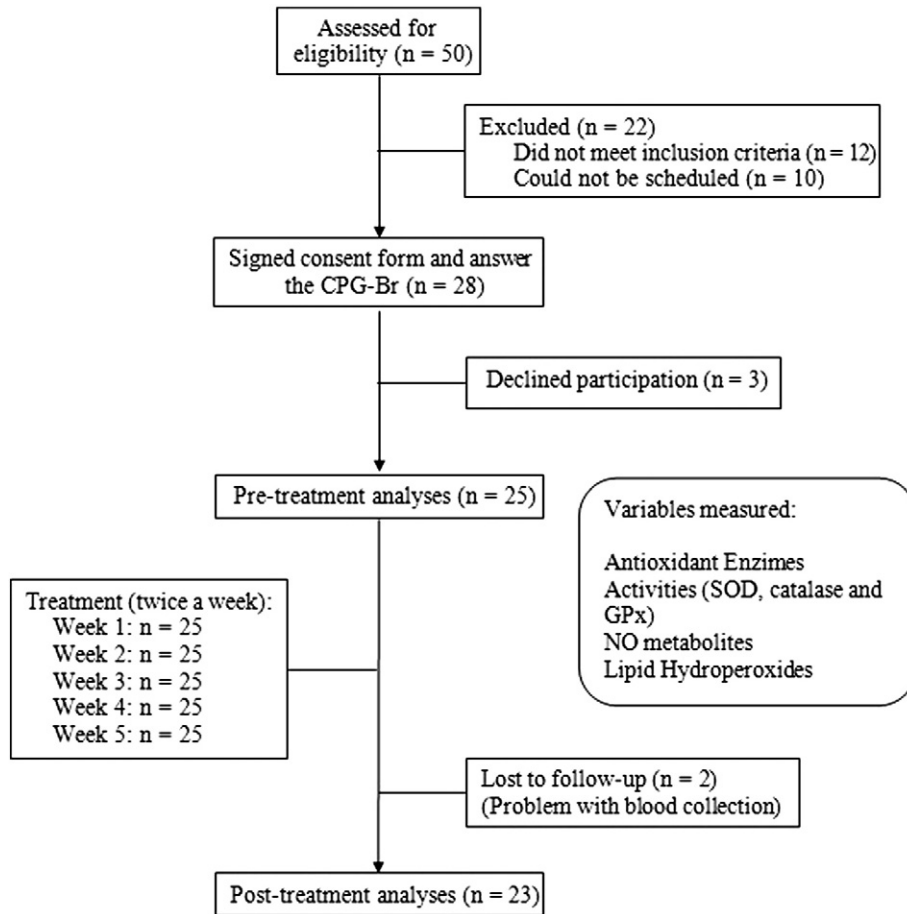 Assessed for
eligibility (n = 50)
Excluded (n = 22)
Did not meet inclusion criteria (n = 12)
Could not be scheduled (n = 10)
Signed consent form and answer
the CPG-Br (n = 28)
Declined participation (n = 3)
Pre-treatment analyses (n = 25)
Variables measured:
Antioxidant Enzimes
Activities (SOD, catalase and
GPx)
NO metabolites
Lipid Hydroperoxides
Treatment (twice a week):
Week 1: n = 25
Week 2: n = 25
Week 3: n = 25
Week 4: n = 25
Week 5: n = 25
Lost to follow-up (n = 2)
(Problem with blood collection)
Post-treatment analyses (n = 23)